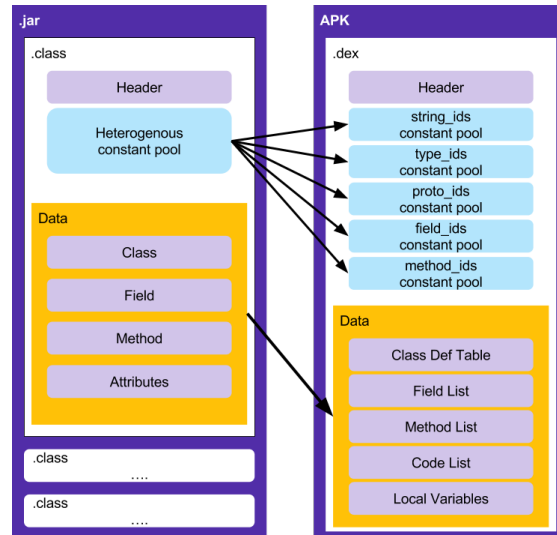 .jar
.class
Header
Heterogenous
constant pool
Data
Class
Field
Method
Attributes
.class
....
.class
....
APK
.dex
Header
string_ids
constant pool
type_ids
constant pool
proto_ids
constant pool
field_ids
constant pool
method_ids
constant pool
Data
Class Def Table
Field List
Method List
Code List
Local Variables